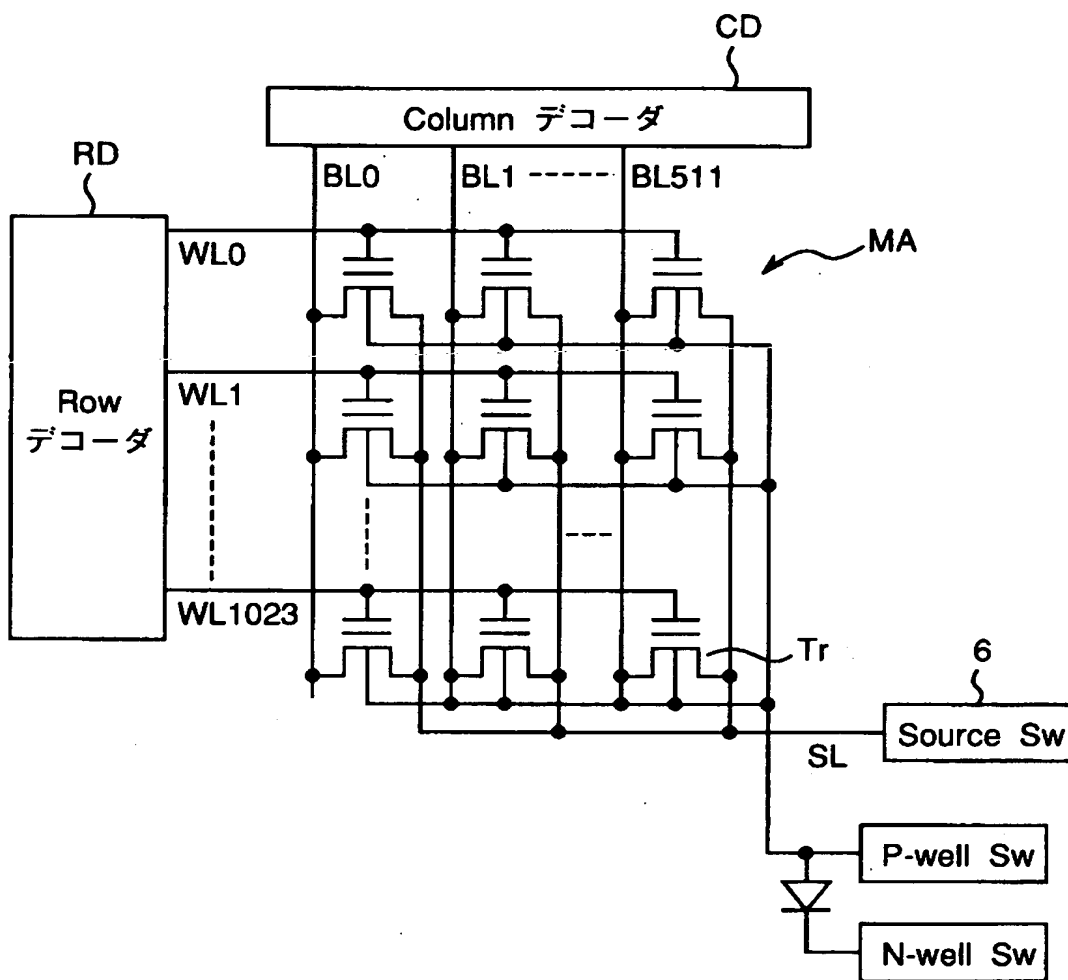 CD
Column デコーダ
RD
BL0
BL1
BL511
WL0
MA
WL1
Row
デコーダ
WL1023
Tr
6
Source Sw
SL
P-well Sw
N-well Sw